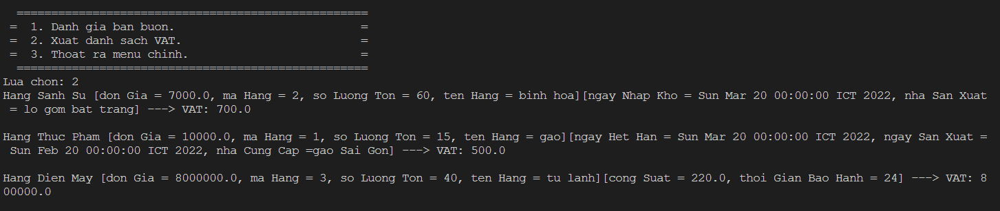 ===================================================
= 1. Danh gia ban buon. =
= 2. Xuat danh sach VAT. =
= 3. Thoat ra menu chinh. =
===================================================
Lua chon: 2
Hang Sanh Su [don Gia = 7000.0, ma Hang = 2, so Luong Ton = 60, ten Hang = binh hoa][ngay Nhap Kho = Sun Mar 20 00:00:00 ICT 2022, nha San Xuat
= lo gom bat trang] ---> VAT: 700.0
Hang Thuc Pham [don Gia = 10000.0, ma Hang = 1, so Luong Ton = 15, ten Hang = gao][ngay Het Han = Sun Mar 20 00:00:00 ICT 2022, ngay San Xuat =
Sun Feb 20 00:00:00 ICT 2022, nha Cung Cap =gao Sai Gon] ---> VAT: 500.0
Hang Dien May [don Gia = 8000000.0, ma Hang = 3, so Luong Ton = 40, ten Hang = tu lanh][cong Suat = 220.0, thoi Gian Bao Hanh = 24] ---> VAT: 8
00000.0